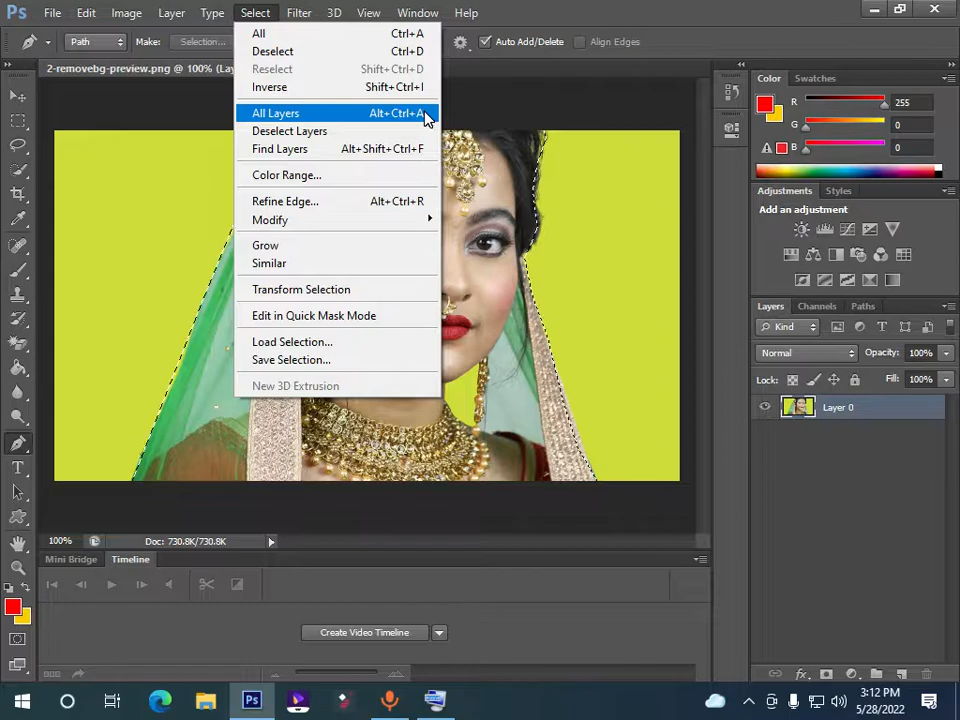 Ps File Edit Image Layer Type Select Filter 3D View Window Help
Path Make: Selection... Auto Add/Delete Align Edges
2-removebg-preview.png @ 100% (Lay
All Ctrl+A
Deselect Ctrl+D
Reselect Shift+Ctrl+D
Inverse Shift+Ctrl+I
All Layers Alt+Ctrl+A
Deselect Layers
Find Layers Alt+Shift+Ctrl+F
Color Range...
Refine Edge... Alt+Ctrl+R
Modify
Grow
Similar
Transform Selection
Edit in Quick Mask Mode
Load Selection...
Save Selection...
New 3D Extrusion
Color Swatches
R 255
G 0
B 0
Adjustments Styles
Add an adjustment
Layers Channels Paths
Kind
Normal Opacity: 100%
Lock: Fill: 100%
Layer 0
100% Doc: 730.8K/730.8K
Mini Bridge Timeline
Create Video Timeline
Ps
3:12 PM
5/28/2022